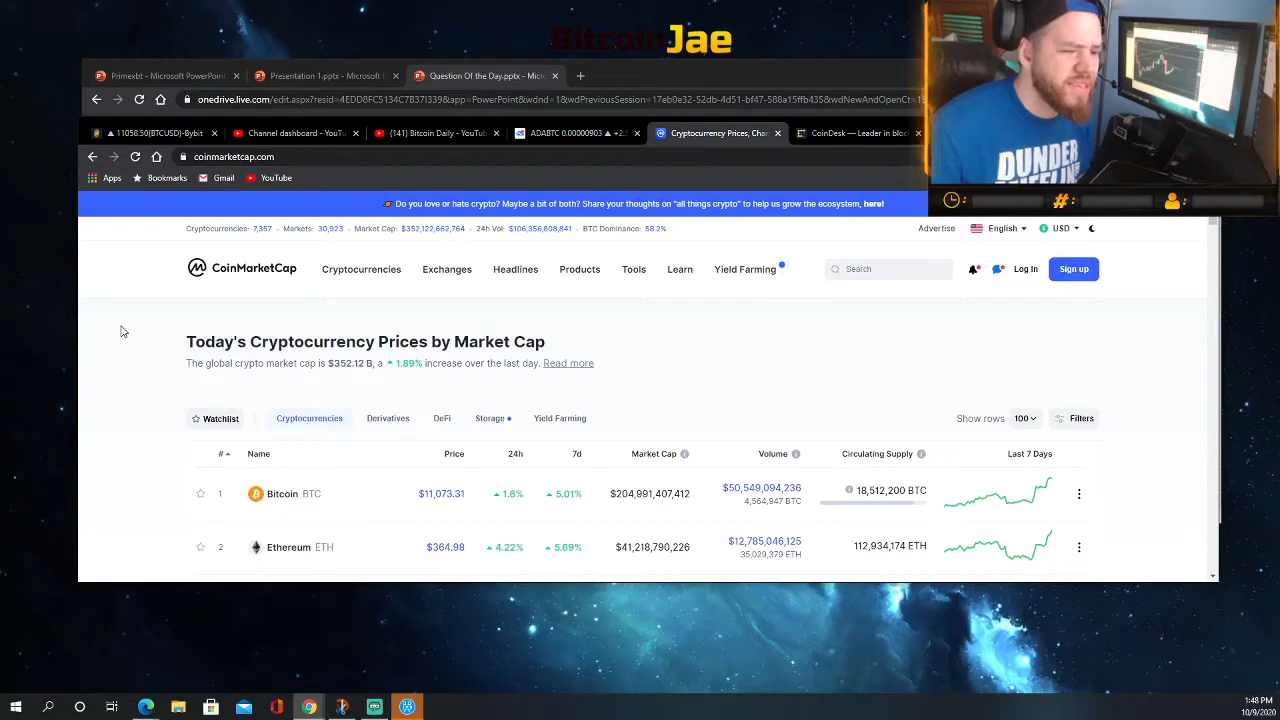 BitcoinJae
Primexbt - Microsoft PowerPoint
Presentation 1.pptx - Microsoft
Question Of the Day.pptx - Micro
onedrive.live.com/edit.aspx?resid=4EDD8FC5134C7B37!339&app=PowerPoint&wdnd=1&wdPreviousSession=17eb0e32-52db-4d51-bf47-588a15ffb435&wdNewAndOpenCt=15
▲ 11058.50(BTCUSD)-Bybit
Channel dashboard - YouTu
(141) Bitcoin Daily - YouTube
ADABTC 0.00000903 ▲ +2.5
Cryptocurrency Prices, Char
CoinDesk — Leader in bloc
coinmarketcap.com
Apps
Bookmarks
Gmail
YouTube
DUNDER
MIFFLIN
Do you love or hate crypto? Maybe a bit of both? Share your thoughts on "all things crypto" to help us grow the ecosystem, here!
# :
Cryptocurrencies: 7,357 Markets: 30,923 Market Cap: $352,122,662,764 24h Vol: $106,356,808,841 BTC Dominance: 58.2%
Advertise English USD
CoinMarketCap
Cryptocurrencies Exchanges Headlines Products Tools Learn Yield Farming
Search
Log In
Sign up
Today's Cryptocurrency Prices by Market Cap
The global crypto market cap is $352.12 B, a 1.89% increase over the last day. Read more
Watchlist Cryptocurrencies Derivatives DeFi Storage Yield Farming
Show rows 100 Filters
# Name Price 24h 7d Market Cap Volume Circulating Supply Last 7 Days
1 Bitcoin BTC $11,073.31 1.6% 5.01% $204,991,407,412 $50,549,094,236 18,512,200 BTC
4,564,947 BTC
2 Ethereum ETH $364.98 4.22% 5.69% $41,218,790,226 $12,785,046,125 112,934,174 ETH
35,029,379 ETH
1:48 PM
10/9/2020